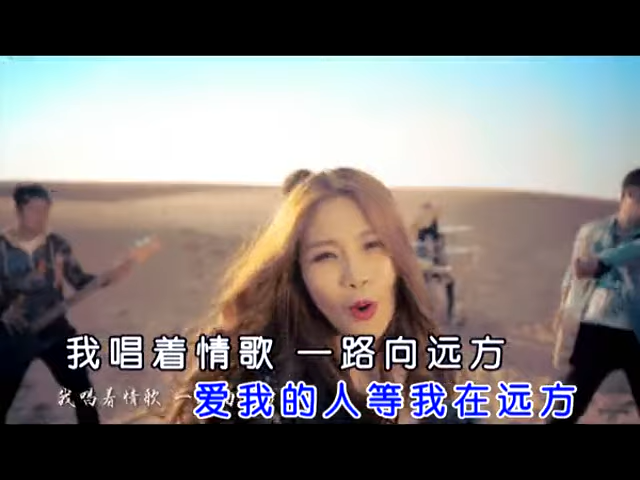 我唱着情歌 一路向远方
我唱着情歌 一
爱我的人等我在远方